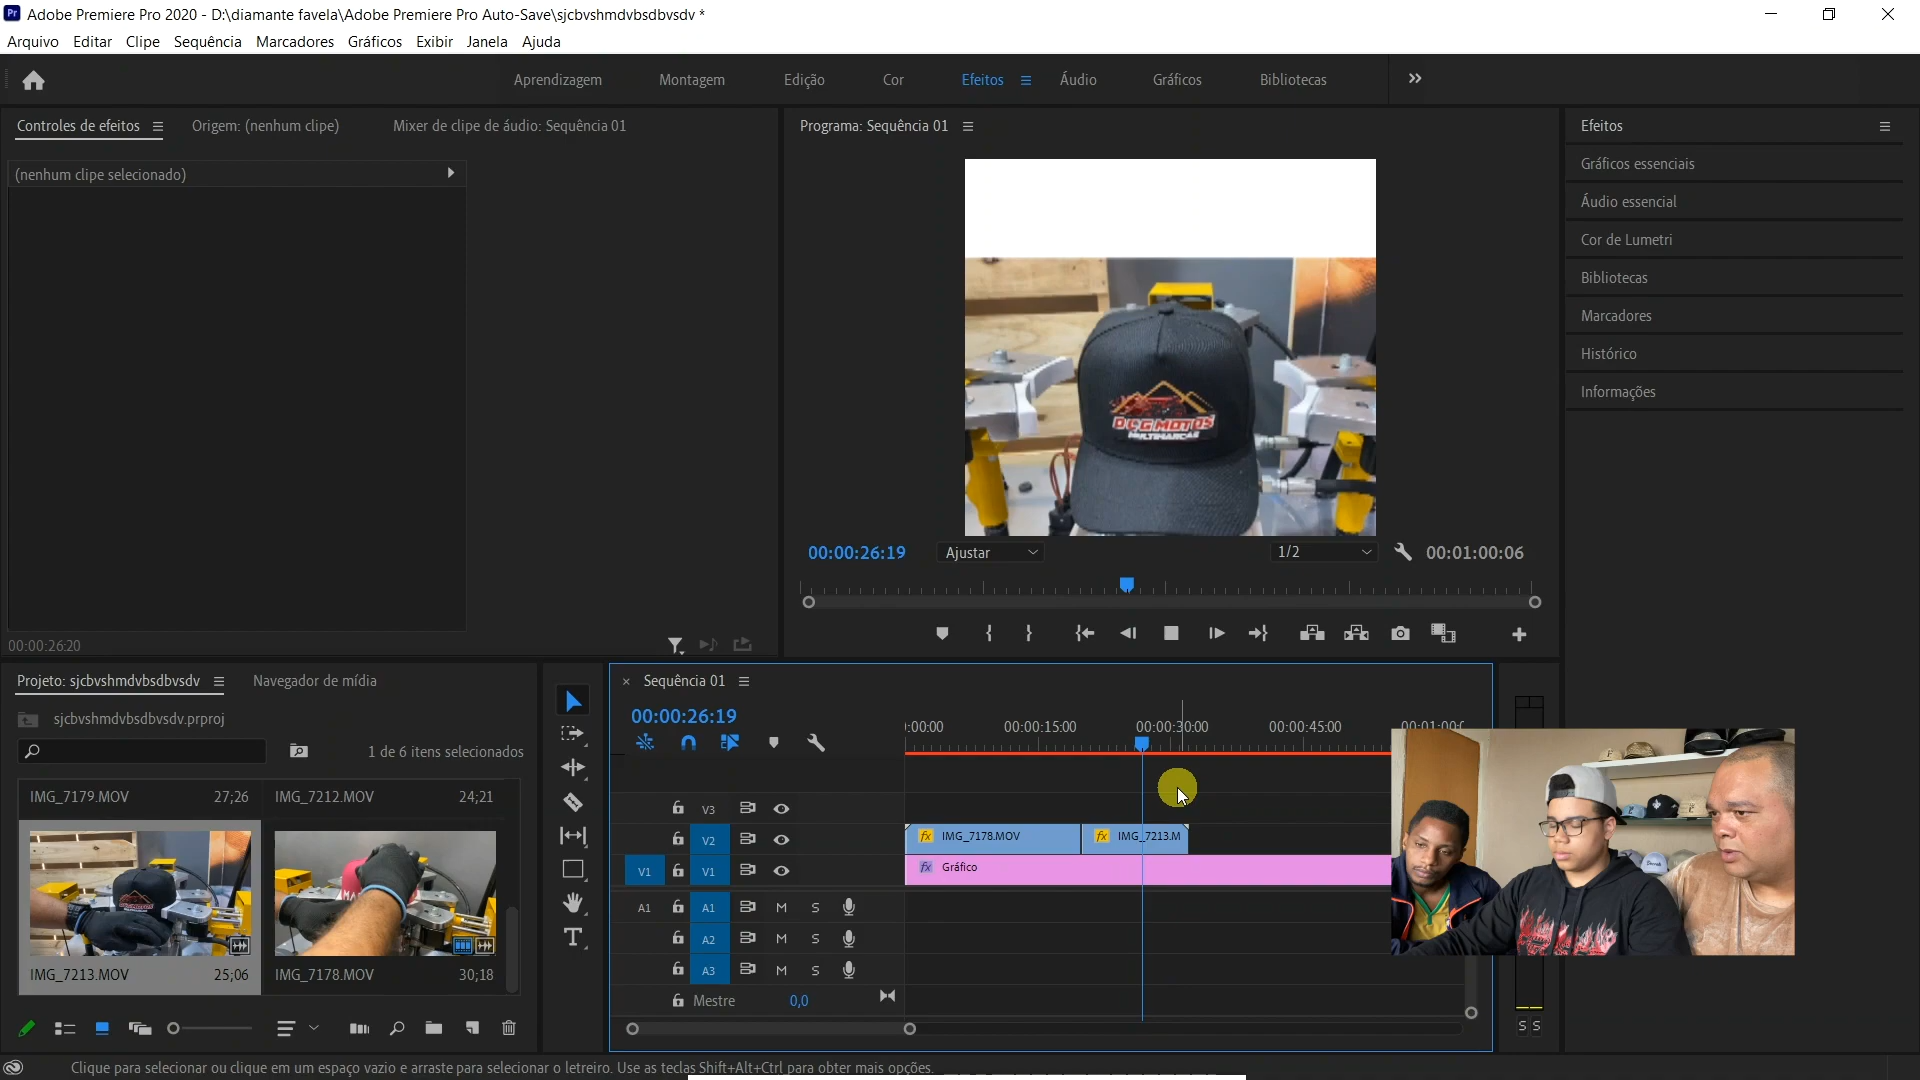 Adobe Premiere Pro 2020 - D:\diamante favela\Adobe Premiere Pro Auto-Save\sjcbvshmdvbsdbvsdv *
Arquivo Editar Clipe Sequência Marcadores Gráficos Exibir Janela Ajuda
Aprendizagem Montagem Edição Cor Efeitos Áudio Gráficos Bibliotecas
Controles de efeitos Origem: (nenhum clipe) Mixer de clipe de áudio: Sequência 01
(nenhum clipe selecionado)
00:00:26:20
Programa: Sequência 01
DCG MOTOS
MULTIMARCAS
00:00:26:19 Ajustar 1/2 00:01:00:06
Efeitos
Gráficos essenciais
Áudio essencial
Cor de Lumetri
Bibliotecas
Marcadores
Histórico
Informações
Projeto: sjcbvshmdvbsdbvsdv Navegador de mídia
sjcbvshmdvbsdbvsdv.prproj
1 de 6 itens selecionados
IMG_7179.MOV 27;26 IMG_7212.MOV 24;21
IMG_7213.MOV 25;06 IMG_7178.MOV 30;18
Sequência 01
00:00:26:19
:00:00 00:00:15:00 00:00:30:00 00:00:45:00 00:01:00:
V3
V2 fx IMG_7178.MOV fx IMG_7213.M
V1 V1 fx Gráfico
A1 A1 M S
A2 M S
A3 M S
Mestre 0,0
S S
Clique para selecionar ou clique em um espaço vazio e arraste para selecionar o letreiro. Use as teclas Shift+Alt+Ctrl para obter mais opções.